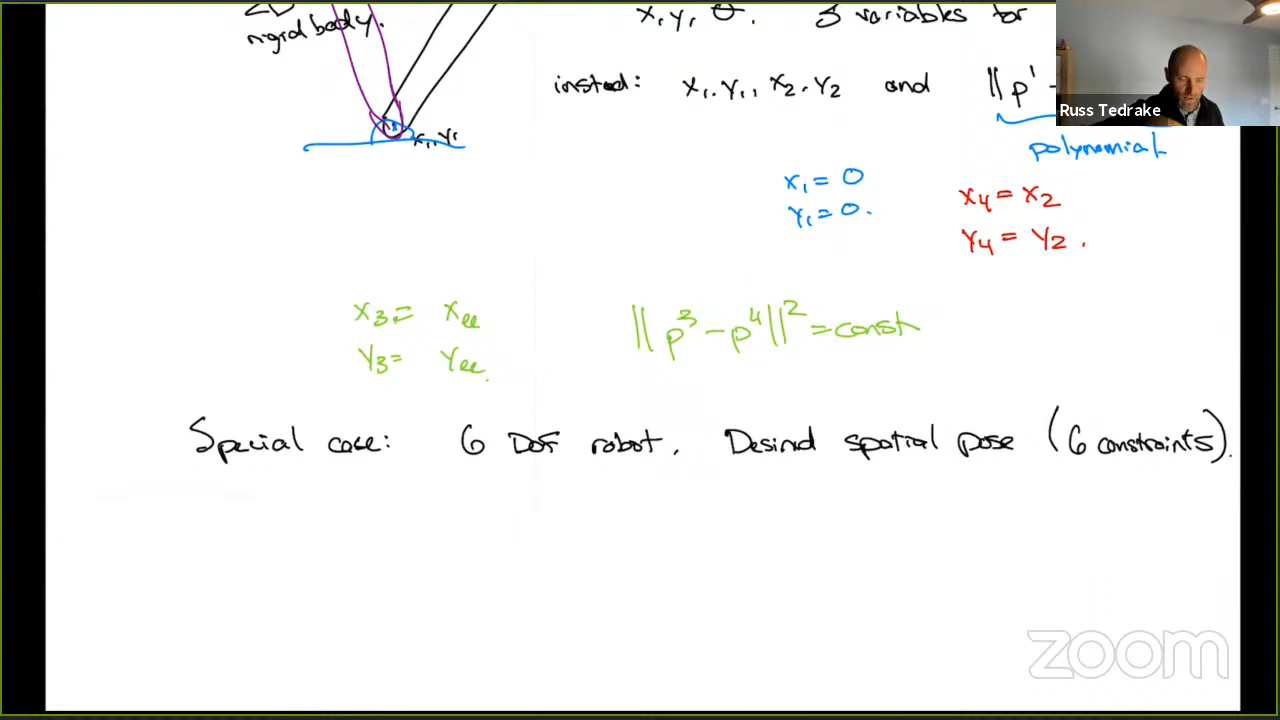 2D
rigid body.
x, y, θ. 3 variables for
instead: x₁, y₁, x₂, y₂ and ||p¹ -
Russ Tedrake
x₁, y₁
polynomial
x₁ = 0
y₁ = 0.
x₄ = x₂
y₄ = y₂.
x₃ = xₑₑ
y₃ = yₑₑ.
||p³ - p⁴||² = const
Special case: 6 DOF robot. Desired spatial pose (6 constraints).
zoom